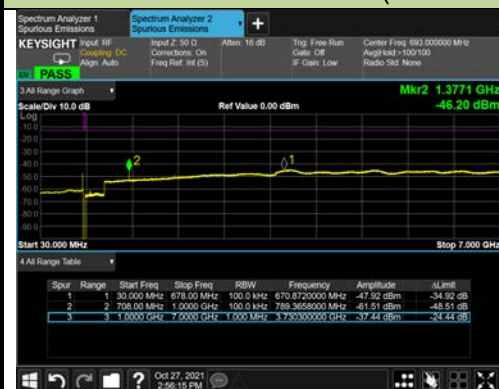 Spectrum Analyzer 1
Spurious Emissions
Spectrum Analyzer 2
Spurious Emissions
KEYSIGHT
Input: RF
Coupling: DC
Align: Auto
Input Z: 50 Ω
Corrections: On
Freq Ref: Int (S)
Atten: 16 dB
Trig: Free Run
Gate: Off
IF Gain: Low
Center Freq: 693.000000 MHz
Avg|Hold:>100/100
Radio Std: None
PASS
3 All Range Graph
Mkr2 1.3771 GHz
Scale/Div 10.0 dB
Ref Value 0.00 dBm
-46.20 dBm
Log
-10.0
-20.0
-30.0
-40.0
-50.0
-60.0
-70.0
-80.0
-90.0
2
1
Start 30.000 MHz
Stop 7.000 GHz
4 All Range Table
Spur Range Start Freq Stop Freq RBW Frequency Amplitude ΔLimit
1 1 30.000 MHz 678.00 MHz 100.0 kHz 670.8720000 MHz -47.92 dBm -34.92 dB
2 2 708.00 MHz 1.0000 GHz 100.0 kHz 789.3658000 MHz -61.51 dBm -48.51 dB
3 3 1.0000 GHz 7.0000 GHz 1.000 MHz 3.730300000 GHz -37.44 dBm -24.44 dB
Oct 27, 2021
2:56:15 PM